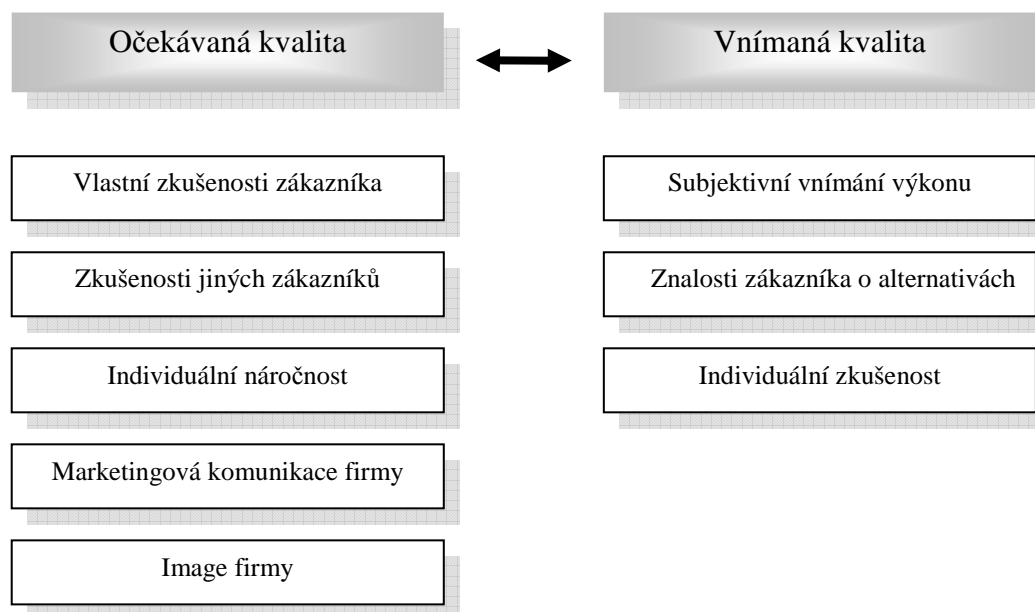 Očekávaná kvalita
Vnímaná kvalita
Vlastní zkušenosti zákazníka
Zkušenosti jiných zákazníků
Individuální náročnost
Marketingová komunikace firmy
Image firmy
Subjektivní vnímání výkonu
Znalosti zákazníka o alternativách
Individuální zkušenost